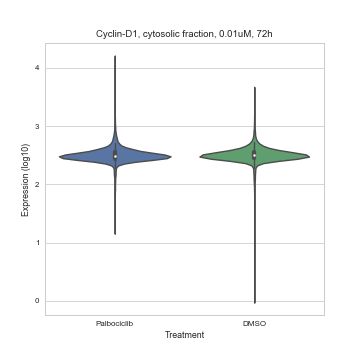 Cyclin-D1, cytosolic fraction, 0.01uM, 72h
4
3
2
1
0
Expression (log10)
Palbociclib
DMSO
Treatment